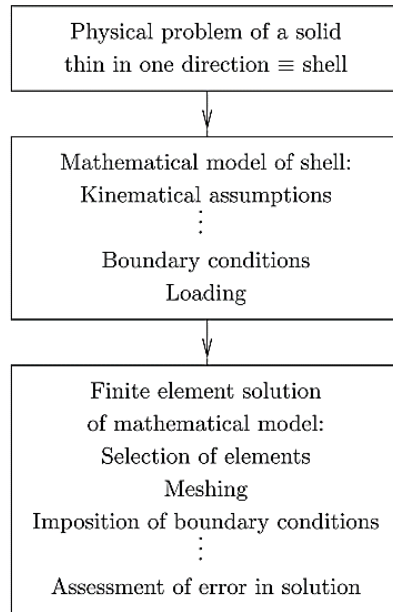 Physical problem of a solid
thin in one direction ≡ shell
Mathematical model of shell:
Kinematical assumptions
⋮
Boundary conditions
Loading
Finite element solution
of mathematical model:
Selection of elements
Meshing
Imposition of boundary conditions
⋮
Assessment of error in solution